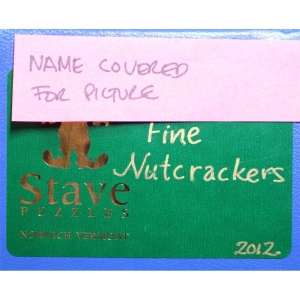 NAME COVERED
FOR PICTURE
Fine
Nutcrackers
Stave
PUZZLES
NORWICH VERMONT
2012